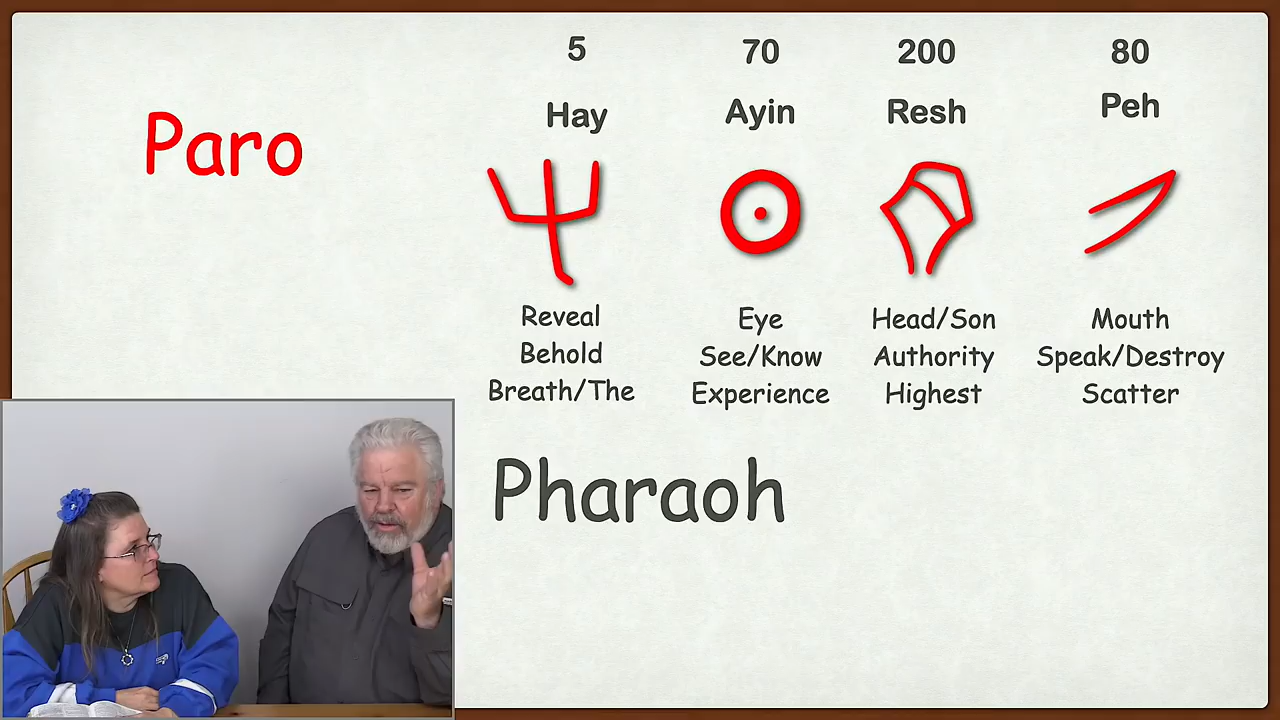 5 70 200 80
Hay Ayin Resh Peh
Paro
Reveal Eye Head/Son Mouth
Behold See/Know Authority Speak/Destroy
Breath/The Experience Highest Scatter
Pharaoh